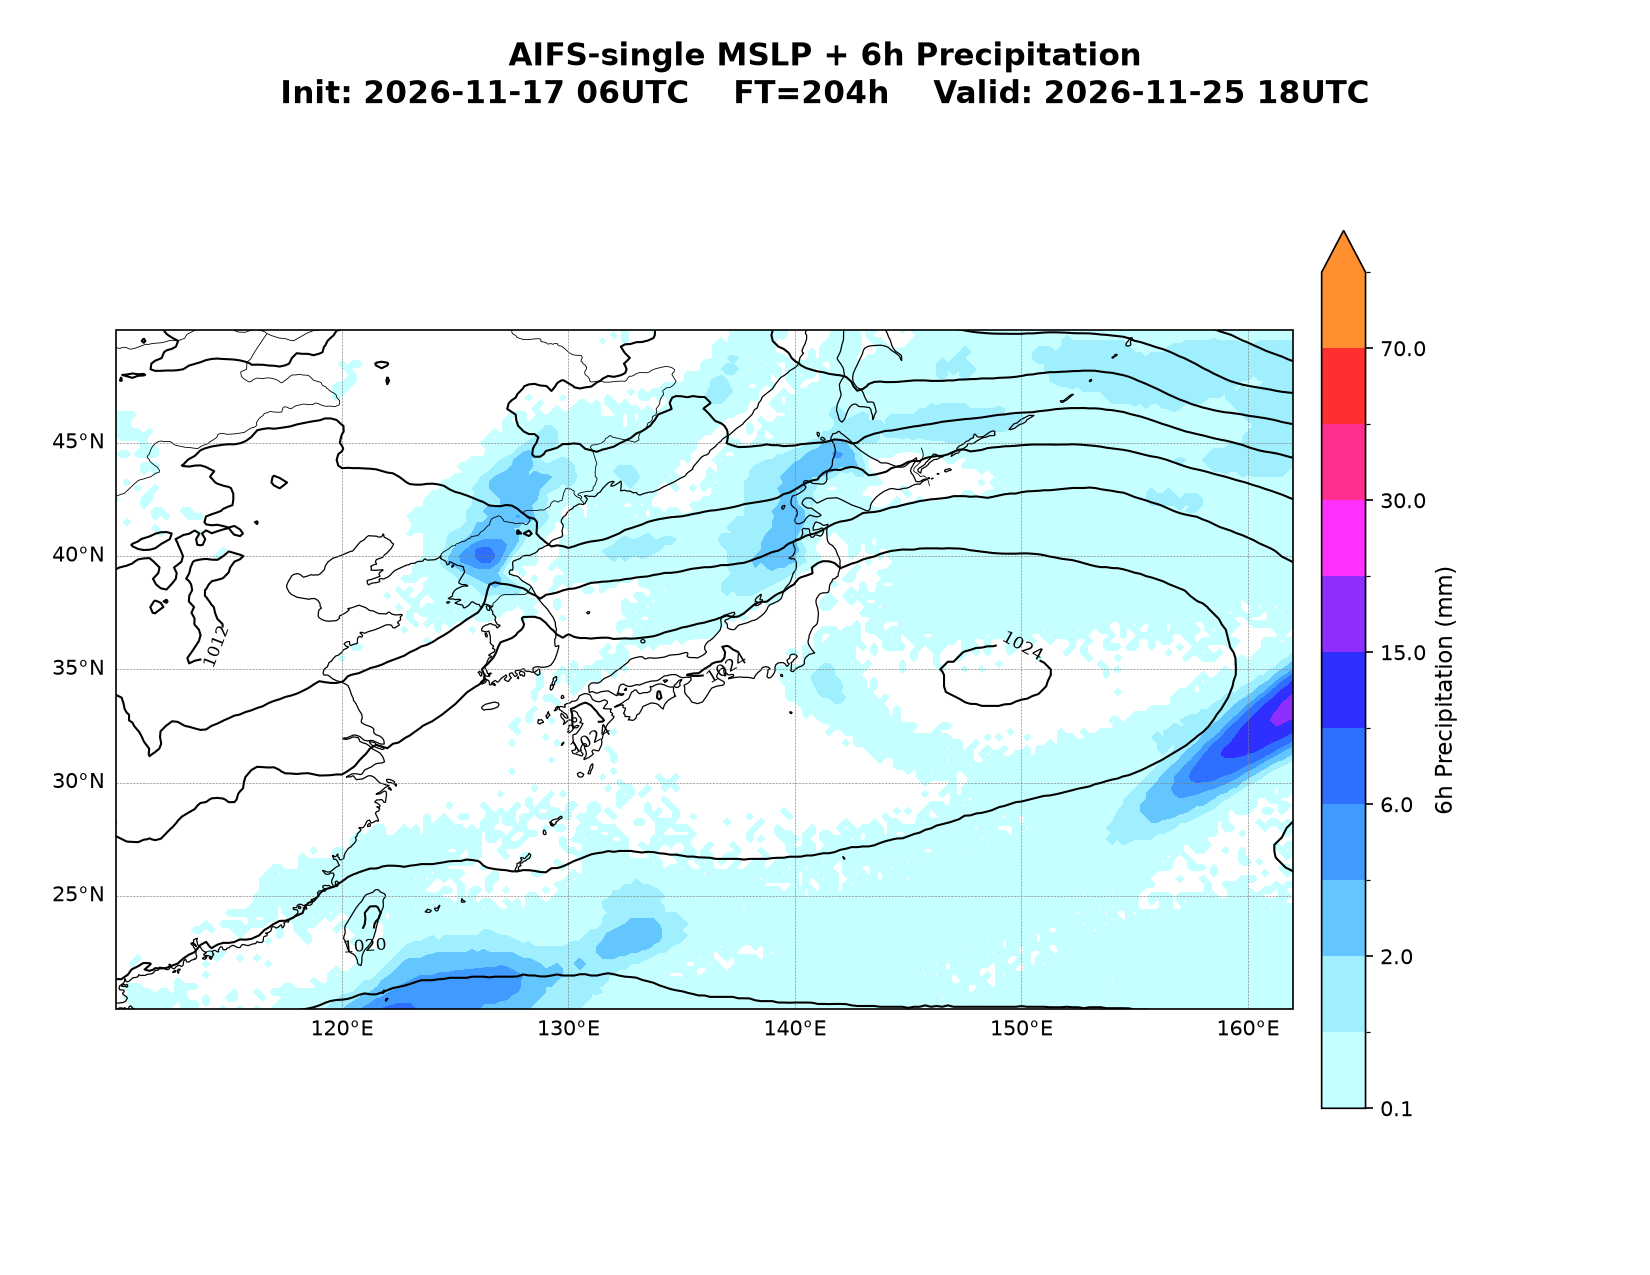 AIFS-single MSLP + 6h Precipitation
Init: 2026-11-17 06UTC    FT=204h    Valid: 2026-11-25 18UTC
70.0
30.0
15.0
6.0
2.0
0.1
6h Precipitation (mm)
45°N
40°N
35°N
30°N
25°N
1012
1024
1024
1024
1020
120°E
130°E
140°E
150°E
160°E